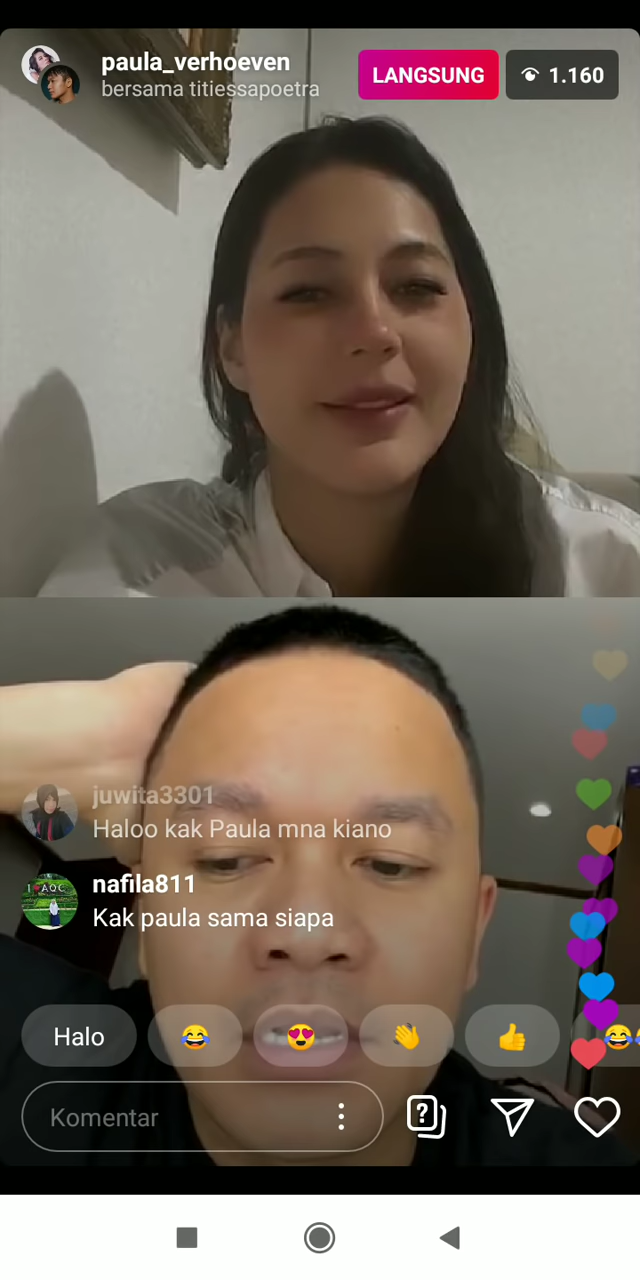 paula_verhoeven
bersama titiessapoetra
LANGSUNG
1.160
juwita3301
Haloo kak Paula mna kiano
I AQC
nafila811
Kak paula sama siapa
Halo
Komentar
?